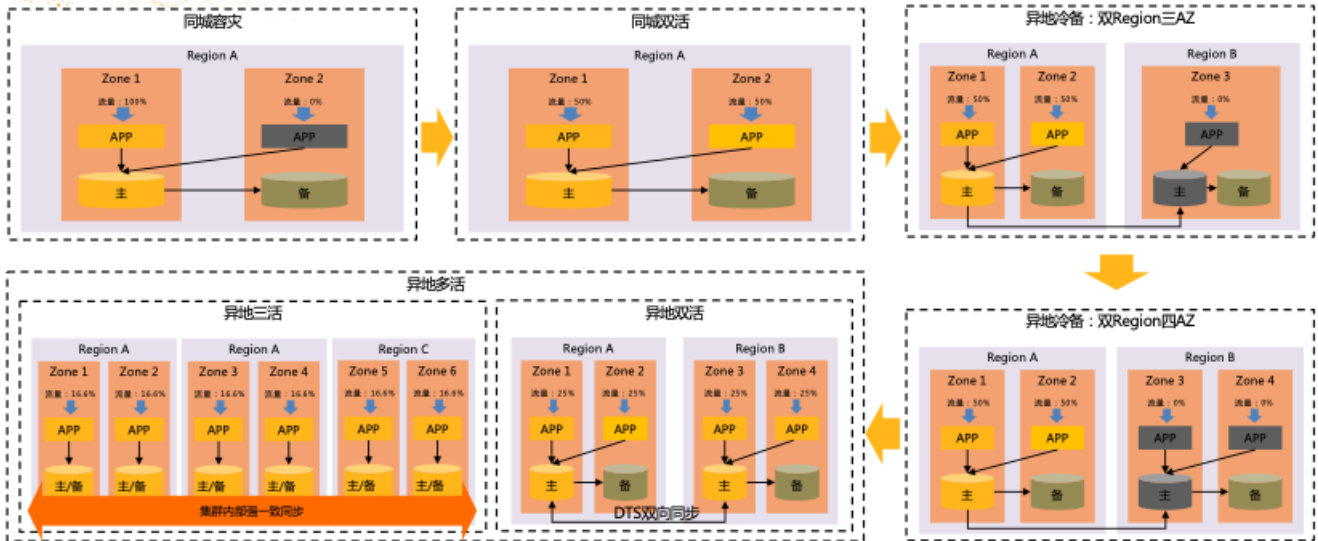 同城容灾
Region A
Zone 1
流量：100%
APP
主
Zone 2
流量：0%
APP
备
同城双活
Region A
Zone 1
流量：50%
APP
主
Zone 2
流量：50%
APP
备
异地冷备：双Region三AZ
Region A
Zone 1
流量：50%
APP
主
Zone 2
流量：50%
APP
备
Region B
Zone 3
流量：0%
APP
主
备
异地冷备：双Region四AZ
Region A
Zone 1
流量：50%
APP
主
Zone 2
流量：50%
APP
备
Region B
Zone 3
流量：0%
APP
主
Zone 4
流量：0%
APP
备
异地多活
异地三活
Region A
Zone 1
流量：16.6%
APP
主/备
Zone 2
流量：16.6%
APP
主/备
Region A
Zone 3
流量：16.6%
APP
主/备
Zone 4
流量：16.6%
APP
主/备
Region C
Zone 5
流量：16.6%
APP
主/备
Zone 6
流量：16.6%
APP
主/备
集群内部强一致同步
异地双活
Region A
Zone 1
流量：25%
APP
主
Zone 2
流量：25%
APP
备
Region B
Zone 3
流量：25%
APP
主
Zone 4
流量：25%
APP
备
DTS双向同步